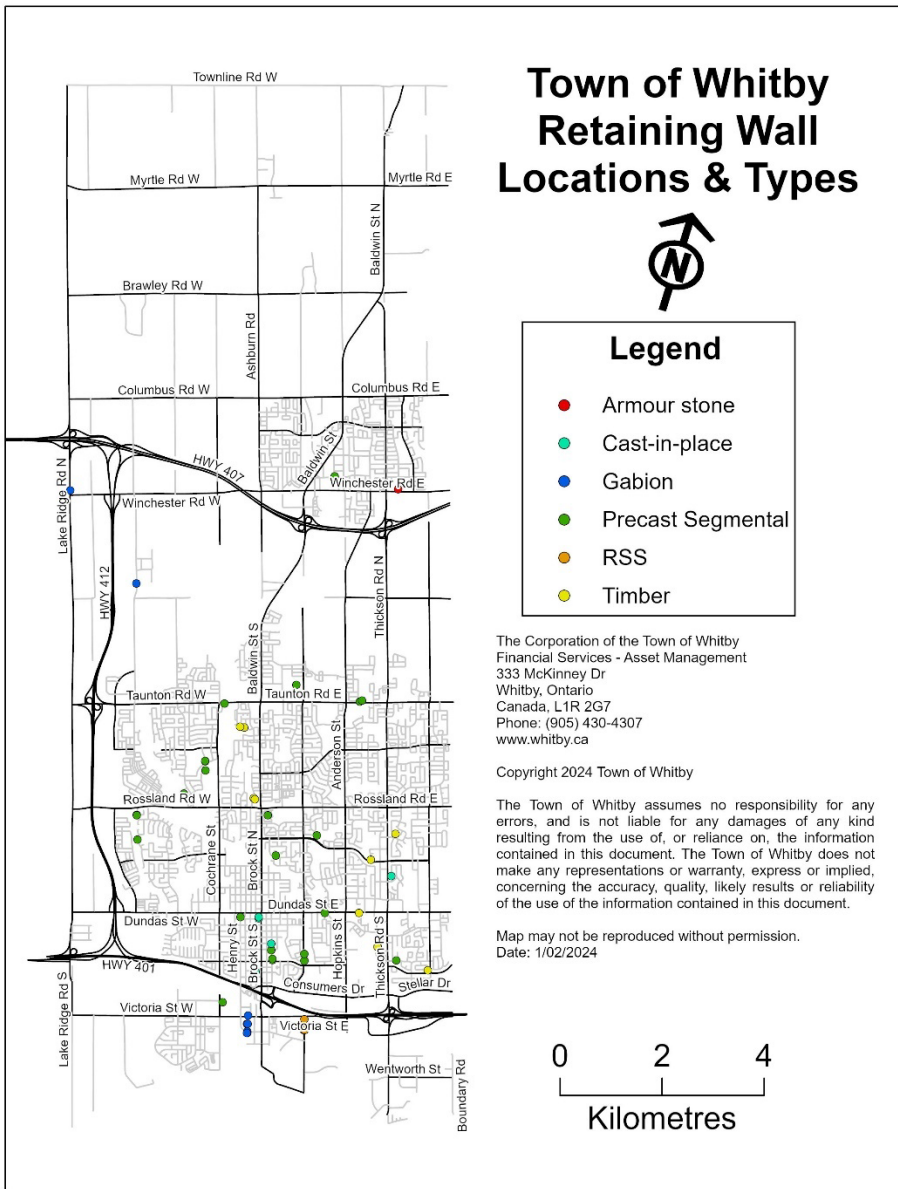 Town of Whitby
Retaining Wall
Locations & Types
N
Legend
Armour stone
Cast-in-place
Gabion
Precast Segmental
RSS
Timber
The Corporation of the Town of Whitby
Financial Services - Asset Management
333 McKinney Dr
Whitby, Ontario
Canada, L1R 2G7
Phone: (905) 430-4307
www.whitby.ca
Copyright 2024 Town of Whitby
The Town of Whitby assumes no responsibility for any
errors, and is not liable for any damages of any kind
resulting from the use of, or reliance on, the information
contained in this document. The Town of Whitby does not
make any representations or warranty, express or implied,
concerning the accuracy, quality, likely results or reliability
of the use of the information contained in this document.
Map may not be reproduced without permission.
Date: 1/02/2024
0 2 4
Kilometres
Townline Rd W
Myrtle Rd W
Myrtle Rd E
Baldwin St N
Brawley Rd W
Ashburn Rd
Columbus Rd W
Columbus Rd E
Baldwin St
HWY 407
Winchester Rd E
Winchester Rd W
Lake Ridge Rd N
HWY 412
Thickson Rd N
Baldwin St S
Taunton Rd W
Taunton Rd E
Anderson St
Rossland Rd W
Rossland Rd E
Cochrane St
Brock St N
Dundas St E
Dundas St W
Henry St
Brock St S
Hopkins St
Thickson Rd S
HWY 401
Consumers Dr
Stellar Dr
Lake Ridge Rd S
Victoria St W
Victoria St E
Wentworth St
Boundary Rd